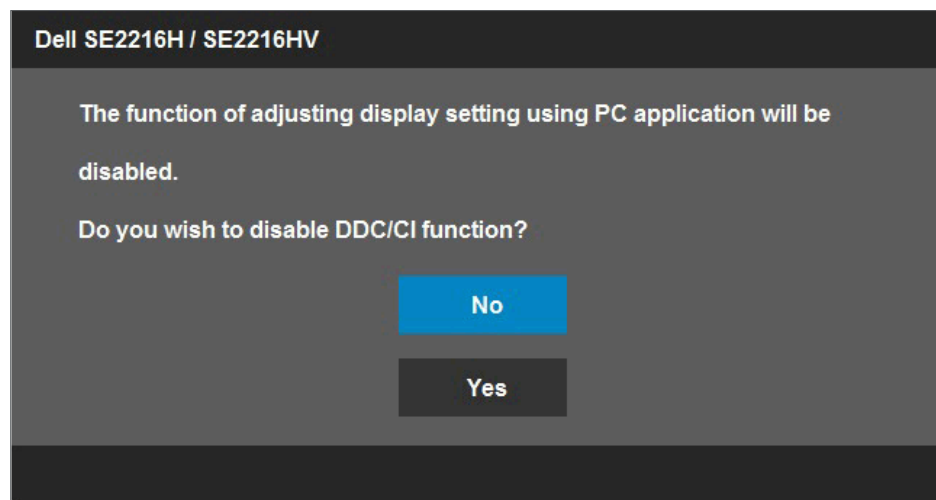 Dell SE2216H / SE2216HV
The function of adjusting display setting using PC application will be
disabled.
Do you wish to disable DDC/CI function?
No
Yes